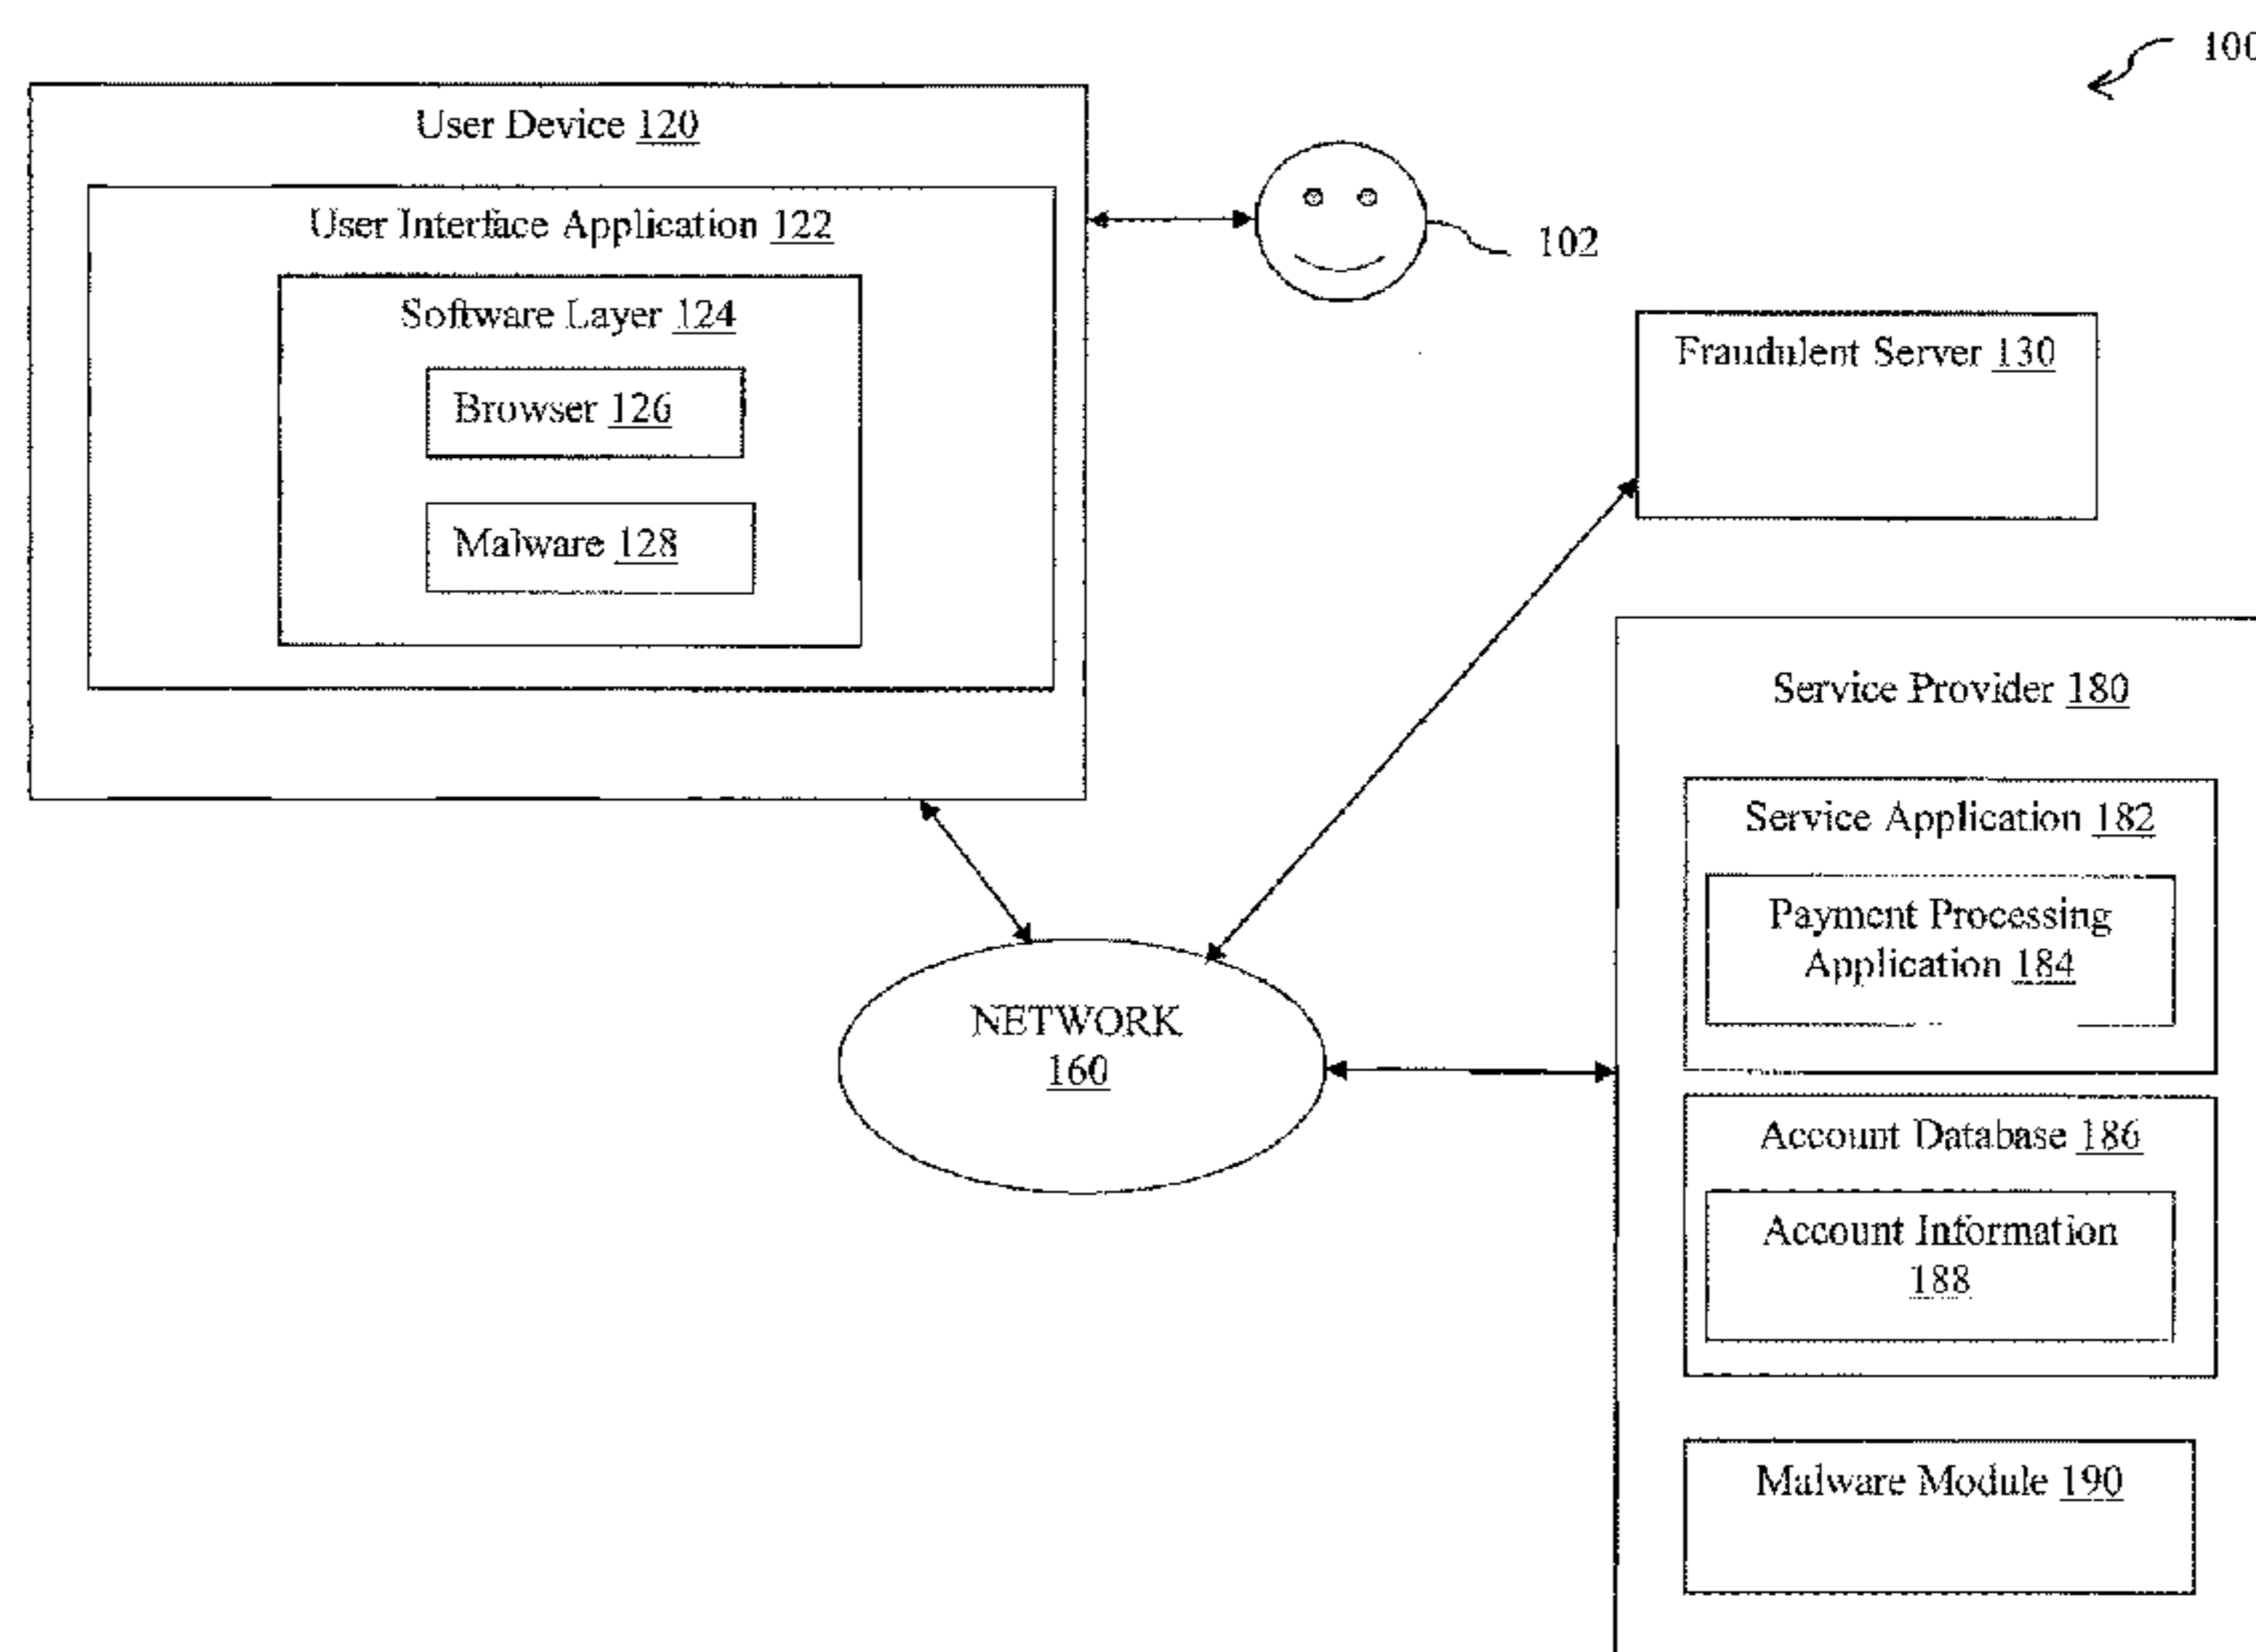 100
User Device 120
User Interface Application 122
Software Layer 124
Browser 126
Malware 128
102
Fraudulent Server 130
Service Provider 180
Service Application 182
Payment Processing
Application 184
NETWORK
160
Account Database 186
Account Information
188
Malware Module 190